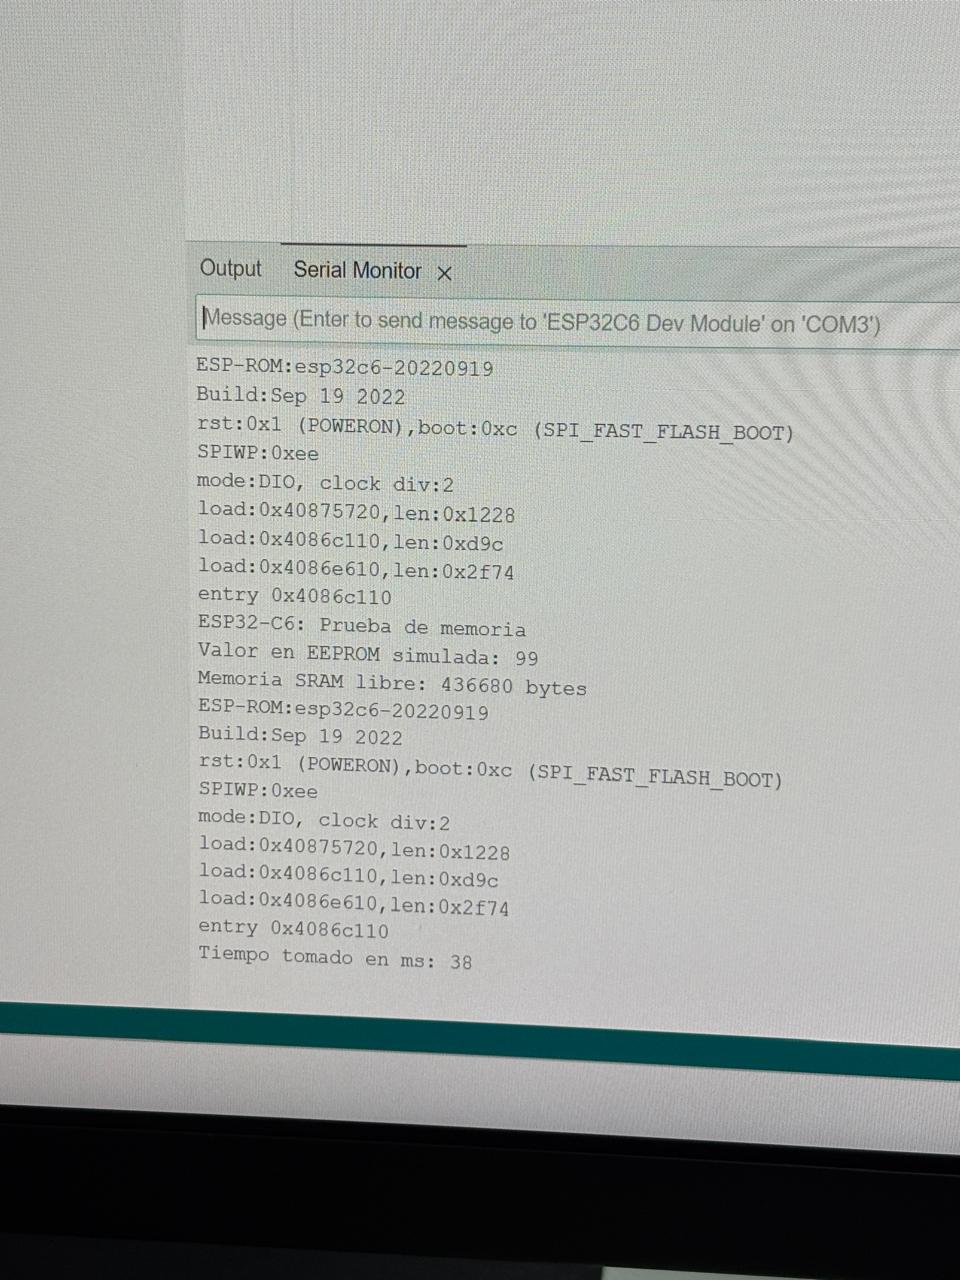 Output Serial Monitor ×
Message (Enter to send message to 'ESP32C6 Dev Module' on 'COM3')
ESP-ROM:esp32c6-20220919
Build:Sep 19 2022
rst:0x1 (POWERON),boot:0xc (SPI_FAST_FLASH_BOOT)
SPIWP:0xee
mode:DIO, clock div:2
load:0x40875720,len:0x1228
load:0x4086c110,len:0xd9c
load:0x4086e610,len:0x2f74
entry 0x4086c110
ESP32-C6: Prueba de memoria
Valor en EEPROM simulada: 99
Memoria SRAM libre: 436680 bytes
ESP-ROM:esp32c6-20220919
Build:Sep 19 2022
rst:0x1 (POWERON),boot:0xc (SPI_FAST_FLASH_BOOT)
SPIWP:0xee
mode:DIO, clock div:2
load:0x40875720,len:0x1228
load:0x4086c110,len:0xd9c
load:0x4086e610,len:0x2f74
entry 0x4086c110
Tiempo tomado en ms: 38